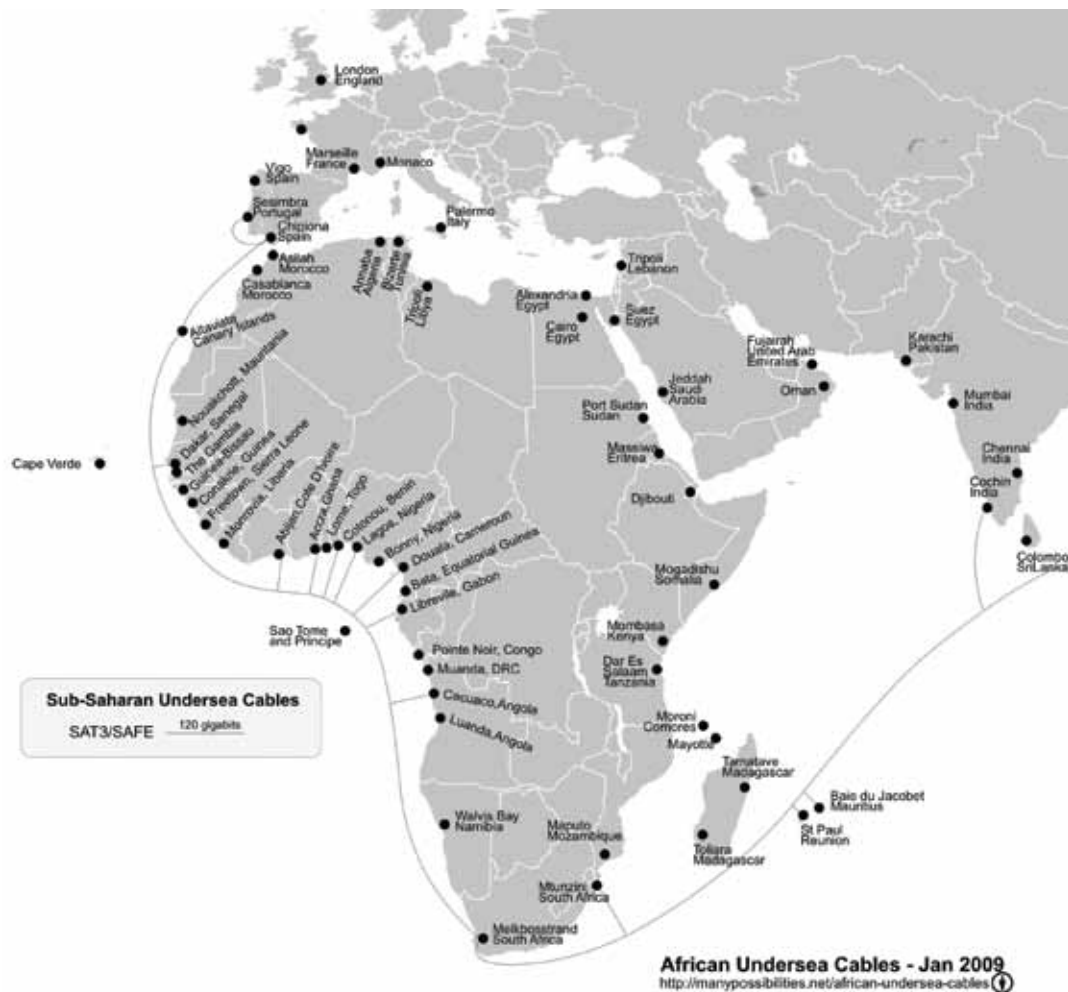 London
England
Marseille
France
Monaco
Vigo
Spain
Sesimbra
Portugal
Palermo
Italy
Chipiona
Spain
Asilah
Morocco
Casablanca
Morocco
Annaba
Algeria
Bizerte
Tunisia
Tripoli
Libya
Tripoli
Lebanon
Alexandria
Egypt
Suez
Egypt
Cairo
Egypt
Altavista
Canary Islands
Fujairah
United Arab
Emirates
Karachi
Pakistan
Oman
Mumbai
India
Jeddah
Saudi
Arabia
Port Sudan
Sudan
Nouakchott, Mauritania
Dakar, Senegal
The Gambia
Guinea-Bissau
Conakse, Guinea
Freetown, Sierra Leone
Monrovia, Liberia
Cape Verde
Massiwa
Eritrea
Djibouti
Chennai
India
Cochin
India
Colombo
Sri Lanka
Abijan, Cote D'Ivoire
Accra, Ghana
Lome, Togo
Cotonou, Benin
Lagos, Nigeria
Bonny, Nigeria
Douala, Cameroun
Bata, Equatorial Guinea
Libreville, Gabon
Mogadishu
Somalia
Sao Tome
and Principe
Mombasa
Kenya
Pointe Noir, Congo
Muanda, DRC
Dar Es
Salaam
Tanzania
Cacuaco, Angola
Luanda, Angola
Sub-Saharan Undersea Cables
SAT3/SAFE 120 gigabits
Moroni
Comores
Mayotte
Tamatave
Madagascar
Baie du Jacobet
Mauritius
St Paul
Reunion
Walvis Bay
Namibia
Maputo
Mozambique
Toliara
Madagascar
Mtunzini
South Africa
Melkbosstrand
South Africa
African Undersea Cables - Jan 2009
http://manypossibilities.net/african-undersea-cables